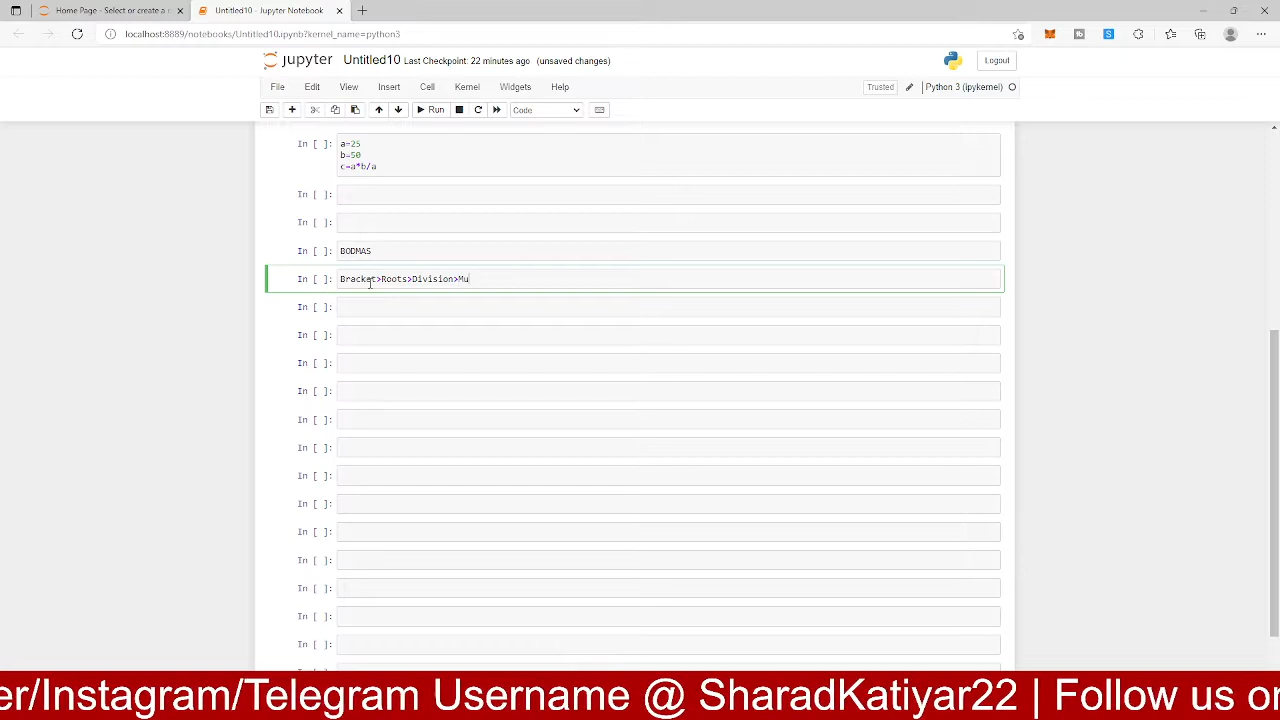 Home Page - Select or create a n
Untitled10 - Jupyter Notebook
localhost:8889/notebooks/Untitled10.ipynb?kernel_name=python3
jupyter Untitled10 Last Checkpoint: 22 minutes ago (unsaved changes)
Logout
File Edit View Insert Cell Kernel Widgets Help
Trusted Python 3 (ipykernel)
Run Code
In [ ]: a=25
b=50
c=a*b/a
In [ ]:
In [ ]:
In [ ]: BODMAS
In [ ]: Bracket>Roots>Division>Mu
In [ ]:
In [ ]:
In [ ]:
In [ ]:
In [ ]:
In [ ]:
In [ ]:
In [ ]:
In [ ]:
In [ ]:
In [ ]:
In [ ]:
In [ ]:
er/Instagram/Telegram Username @ SharadKatiyar22 | Follow us or